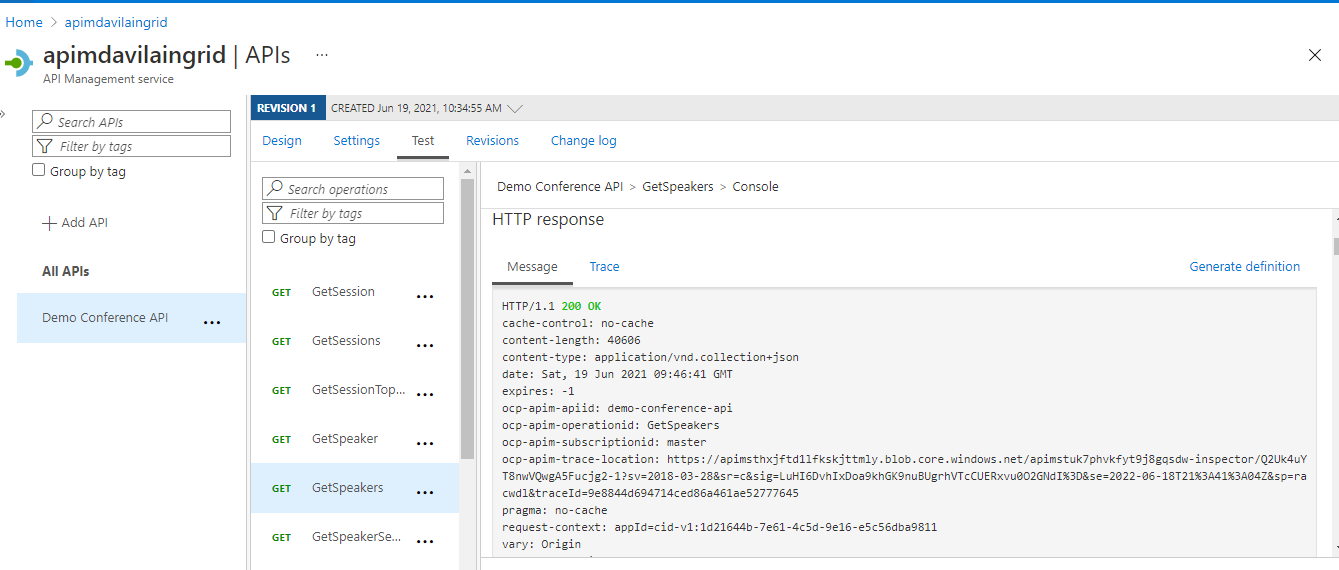 Home > apimdavilaingrid
apimdavilaingrid | APIs ...
API Management service
Search APIs
Filter by tags
Group by tag
Add API
All APIs
Demo Conference API
REVISION 1 CREATED Jun 19, 2021, 10:34:55 AM
Design Settings Test Revisions Change log
Search operations
Filter by tags
Group by tag
GET GetSession
GET GetSessions
GET GetSessionTop...
GET GetSpeaker
GET GetSpeakers
GET GetSpeakerSe...
Demo Conference API > GetSpeakers > Console
HTTP response
Message Trace Generate definition
HTTP/1.1 200 OK
cache-control: no-cache
content-length: 40606
content-type: application/vnd.collection+json
date: Sat, 19 Jun 2021 09:46:41 GMT
expires: -1
ocp-apim-apiid: demo-conference-api
ocp-apim-operationid: GetSpeakers
ocp-apim-subscriptionid: master
ocp-apim-trace-location: https://apimsthxjftd1lfkskjttmly.blob.core.windows.net/apimstuk7phvkfyt9j8gqsdw-inspector/Q2Uk4uY
T8nwVQwgA5Fucjg2-1?sv=2018-03-28&sr=c&sig=LuHI6DvhIxDoa9khGK9nuBUgrhVTcCUERxvu0O2GNdI%3D&se=2022-06-18T21%3A41%3A04Z&sp=ra
cwdl&traceId=9e8844d694714ced86a461ae52777645
pragma: no-cache
request-context: appId=cid-v1:1d21644b-7e61-4c5d-9e16-e5c56dba9811
vary: Origin